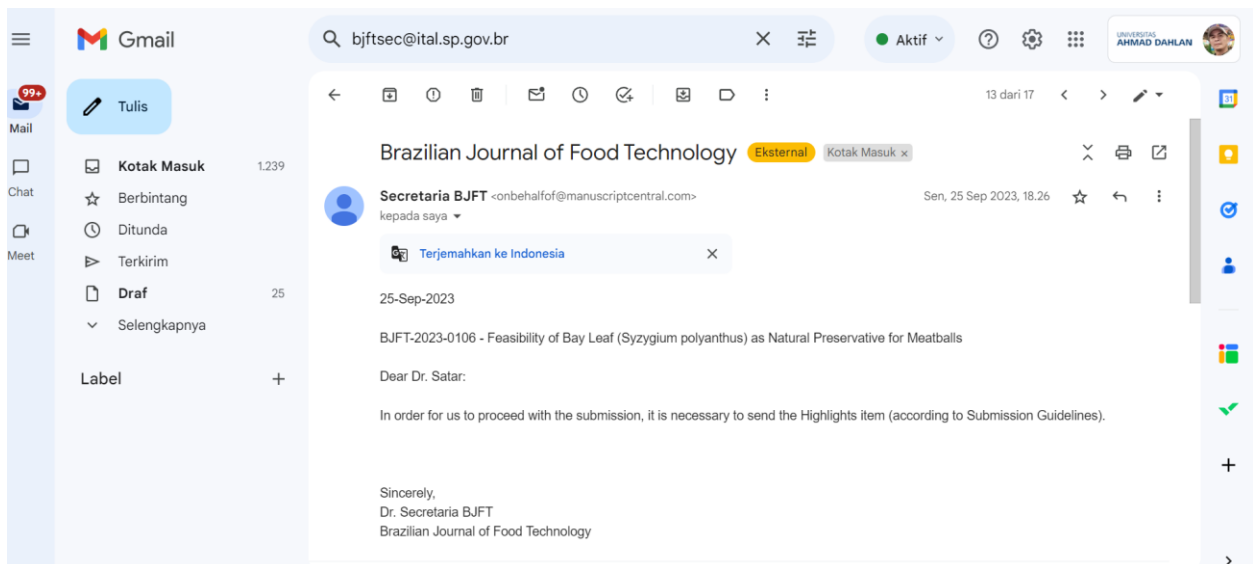 Gmail
bjftsec@ital.sp.gov.br
Aktif
UNIVERSITAS
AHMAD DAHLAN
99+
Mail
Chat
Meet
Tulis
Kotak Masuk 1.239
Berbintang
Ditunda
Terkirim
Draf 25
Selengkapnya
Label
13 dari 17
31
Brazilian Journal of Food Technology Eksternal Kotak Masuk ×
Secretaria BJFT <onbehalfof@manuscriptcentral.com> Sen, 25 Sep 2023, 18.26
kepada saya
Terjemahkan ke Indonesia
25-Sep-2023
BJFT-2023-0106 - Feasibility of Bay Leaf (Syzygium polyanthus) as Natural Preservative for Meatballs
Dear Dr. Satar:
In order for us to proceed with the submission, it is necessary to send the Highlights item (according to Submission Guidelines).
Sincerely,
Dr. Secretaria BJFT
Brazilian Journal of Food Technology